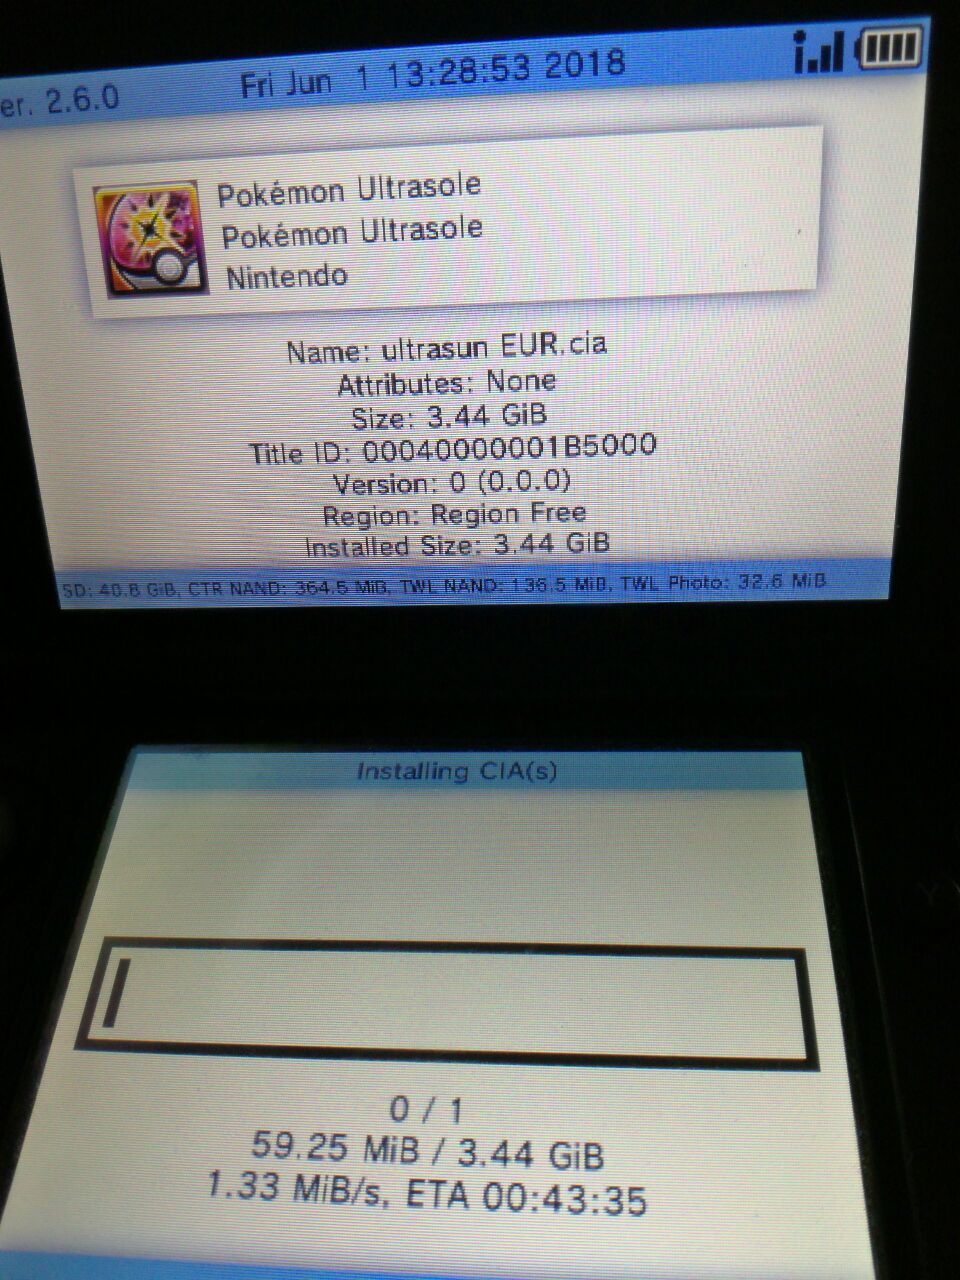 er. 2.6.0
Fri Jun 1 13:28:53 2018
Pokémon Ultrasole
Pokémon Ultrasole
Nintendo
Name: ultrasun EUR.cia
Attributes: None
Size: 3.44 GiB
Title ID: 00040000001B5000
Version: 0 (0.0.0)
Region: Region Free
Installed Size: 3.44 GiB
SD: 40.8 GiB, CTR NAND: 364.5 MiB, TWL NAND: 136.5 MiB, TWL Photo: 32.6 MiB
Installing CIA(s)
0 / 1
59.25 MiB / 3.44 GiB
1.33 MiB/s, ETA 00:43:35